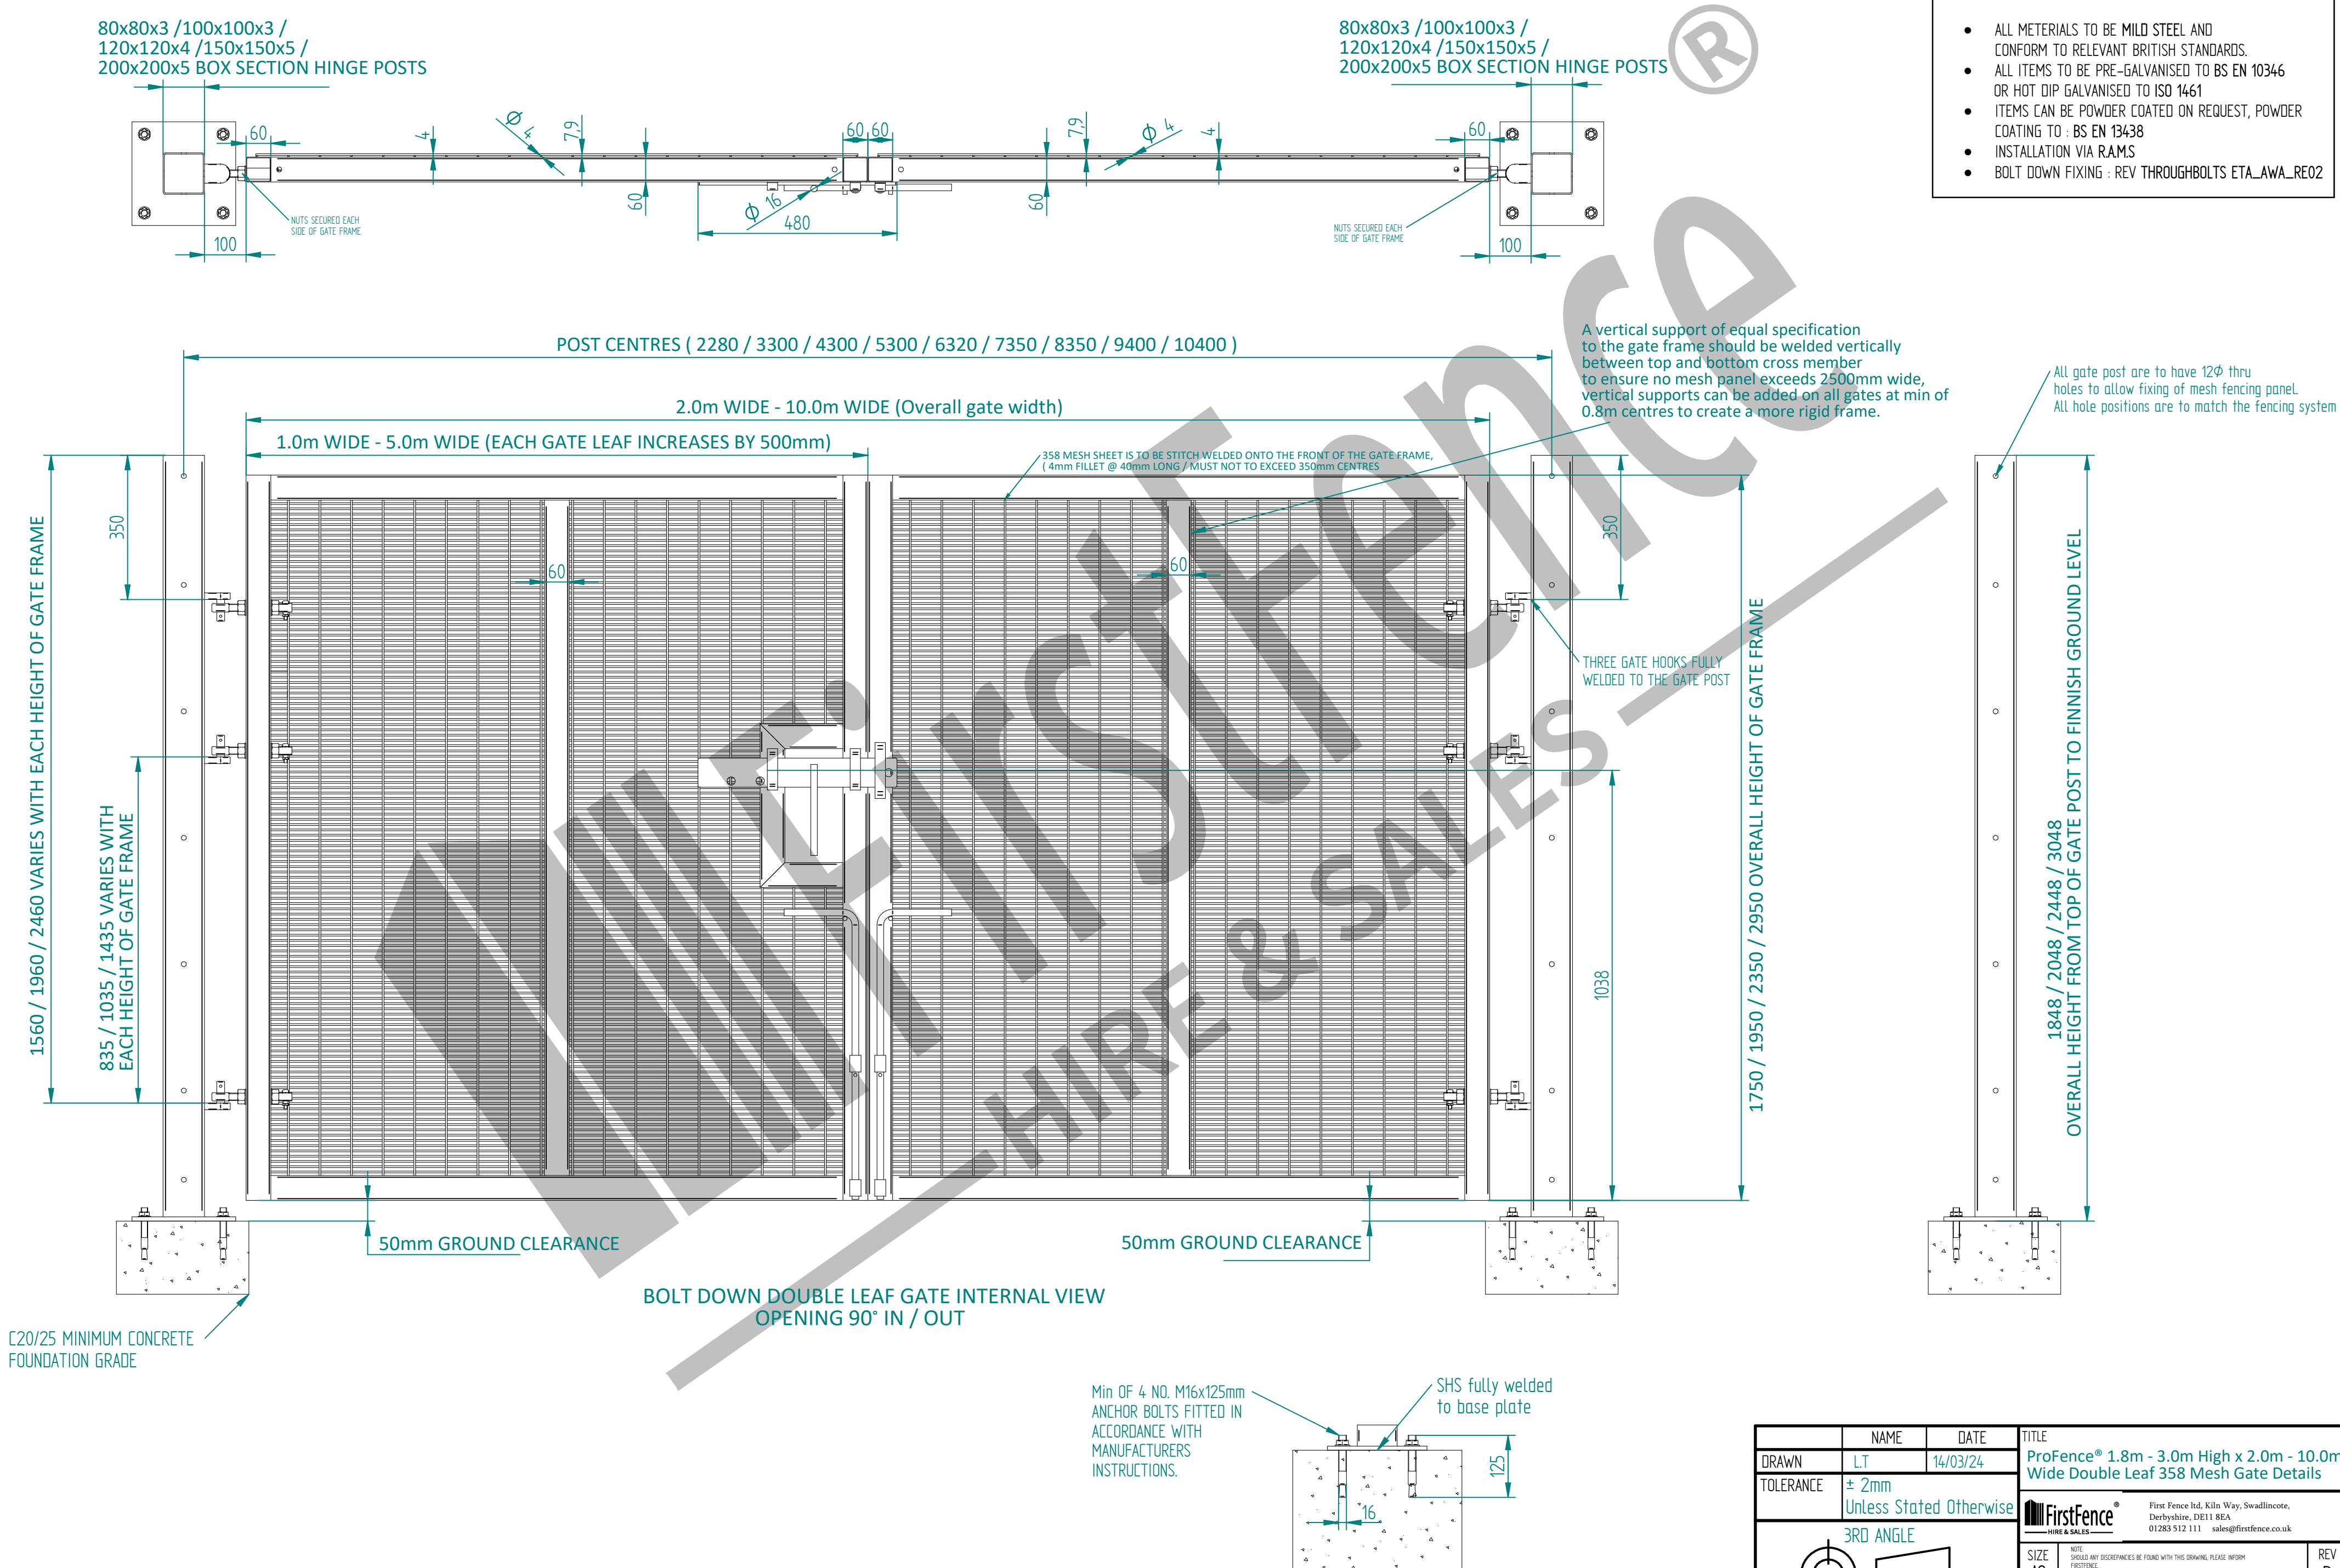 80x80x3 /100x100x3 /
120x120x4 /150x150x5 /
200x200x5 BOX SECTION HINGE POSTS
80x80x3 /100x100x3 /
120x120x4 /150x150x5 /
200x200x5 BOX SECTION HINGE POSTS
®
• ALL METERIALS TO BE MILD STEEL AND
CONFORM TO RELEVANT BRITISH STANDARDS.
• ALL ITEMS TO BE PRE-GALVANISED TO BS EN 10346
OR HOT DIP GALVANISED TO ISO 1461
• ITEMS CAN BE POWDER COATED ON REQUEST, POWDER
COATING TO : BS EN 13438
• INSTALLATION VIA R.A.M.S
• BOLT DOWN FIXING : REV THROUGHBOLTS ETA_AWA_RE02
60
4
Ø 4
7,9
60 60
7,9
Ø 4
4
60
60
Ø 16
480
60
NUTS SECURED EACH
SIDE OF GATE FRAME
100
NUTS SECURED EACH
SIDE OF GATE FRAME
100
POST CENTRES ( 2280 / 3300 / 4300 / 5300 / 6320 / 7350 / 8350 / 9400 / 10400 )
2.0m WIDE - 10.0m WIDE (Overall gate width)
1.0m WIDE - 5.0m WIDE (EACH GATE LEAF INCREASES BY 500mm)
A vertical support of equal specification
to the gate frame should be welded vertically
between top and bottom cross member
to ensure no mesh panel exceeds 2500mm wide,
vertical supports can be added on all gates at min of
0.8m centres to create a more rigid frame.
All gate post are to have 12Ø thru
holes to allow fixing of mesh fencing panel.
All hole positions are to match the fencing system
358 MESH SHEET IS TO BE STITCH WELDED ONTO THE FRONT OF THE GATE FRAME,
( 4mm FILLET @ 40mm LONG / MUST NOT TO EXCEED 350mm CENTRES
350
60
60
350
1560 / 1960 / 2460 VARIES WITH EACH HEIGHT OF GATE FRAME
835 / 1035 / 1435 VARIES WITH
EACH HEIGHT OF GATE FRAME
THREE GATE HOOKS FULLY
WELDED TO THE GATE POST
1038
1750 / 1950 / 2350 / 2950 OVERALL HEIGHT OF GATE FRAME
1848 / 2048 / 2448 / 3048
OVERALL HEIGHT FROM TOP OF GATE POST TO FINNISH GROUND LEVEL
FirstFence
HIRE & SALES
50mm GROUND CLEARANCE
50mm GROUND CLEARANCE
BOLT DOWN DOUBLE LEAF GATE INTERNAL VIEW
OPENING 90° IN / OUT
C20/25 MINIMUM CONCRETE
FOUNDATION GRADE
Min OF 4 NO. M16x125mm
ANCHOR BOLTS FITTED IN
ACCORDANCE WITH
MANUFACTURERS
INSTRUCTIONS.
SHS fully welded
to base plate
125
16
NAME DATE
DRAWN L.T 14/03/24
TOLERANCE ± 2mm
Unless Stated Otherwise
3RD ANGLE
TITLE
ProFence® 1.8m - 3.0m High x 2.0m - 10.0m
Wide Double Leaf 358 Mesh Gate Details
FirstFence®
HIRE & SALES
First Fence ltd, Kiln Way, Swadlincote,
Derbyshire, DE11 8EA
01283 512 111 sales@firstfence.co.uk
SIZE
NOTE:
SHOULD ANY DISCREPANCIES BE FOUND WITH THIS DRAWING, PLEASE INFORM
FIRSTFENCE
REV